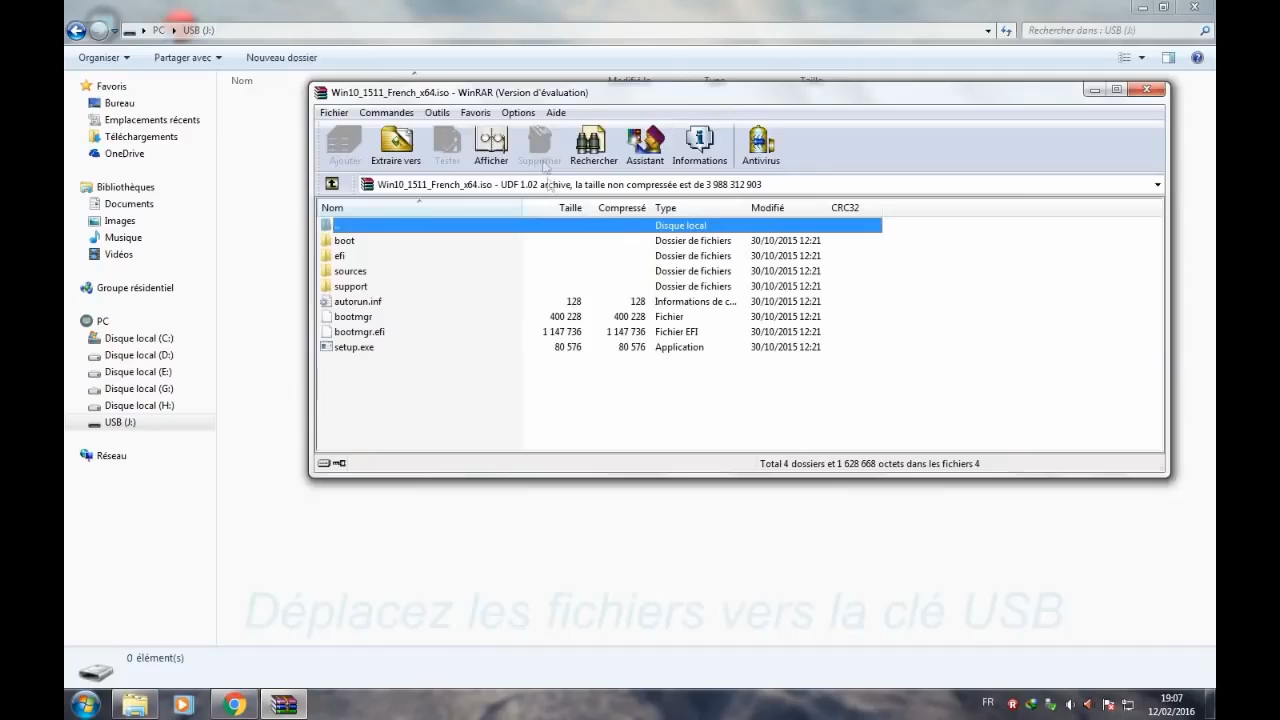 PC ▸ USB (J:)
Rechercher dans : USB (J:)
Organiser
Partager avec
Nouveau dossier
Nom
Favoris
Bureau
Emplacements récents
Téléchargements
OneDrive
Bibliothèques
Documents
Images
Musique
Vidéos
Groupe résidentiel
PC
Disque local (C:)
Disque local (D:)
Disque local (E:)
Disque local (G:)
Disque local (H:)
USB (J:)
Réseau
Win10_1511_French_x64.iso - WinRAR (Version d'évaluation)
Fichier Commandes Outils Favoris Options Aide
Ajouter Extraire vers Tester Afficher Supprimer Rechercher Assistant Informations Antivirus
Win10_1511_French_x64.iso - UDF 1.02 archive, la taille non compressée est de 3 988 312 903
Nom Taille Compressé Type Modifié CRC32
.. Disque local
boot Dossier de fichiers 30/10/2015 12:21
efi Dossier de fichiers 30/10/2015 12:21
sources Dossier de fichiers 30/10/2015 12:21
support Dossier de fichiers 30/10/2015 12:21
autorun.inf 128 128 Informations de c... 30/10/2015 12:21
bootmgr 400 228 400 228 Fichier 30/10/2015 12:21
bootmgr.efi 1 147 736 1 147 736 Fichier EFI 30/10/2015 12:21
setup.exe 80 576 80 576 Application 30/10/2015 12:21
Total 4 dossiers et 1 628 668 octets dans les fichiers 4
Déplacez les fichiers vers la clé USB
0 élément(s)
FR
19:07
12/02/2016